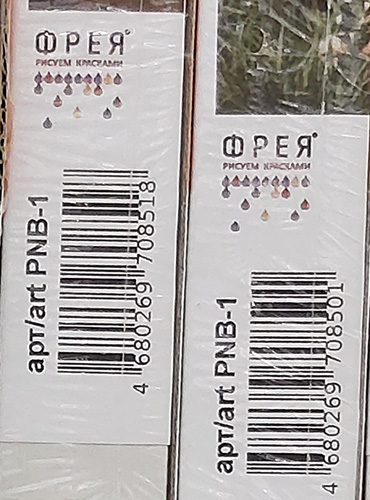 ФРЕЯ®
РИСУЕМ КРАСКАМИ
арт/art PNB-1
4 680269 708518
ФРЕЯ®
РИСУЕМ КРАСКАМИ
арт/art PNB-1
4 680269 708501